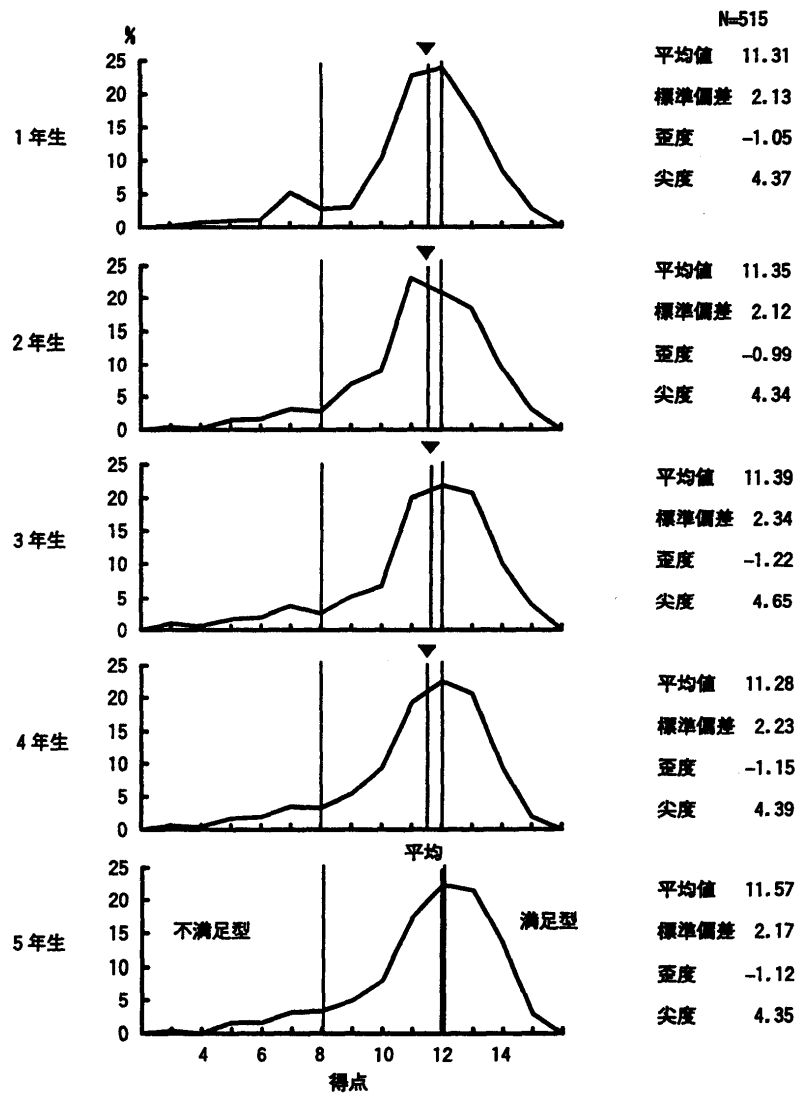 N=515
%
1年生
25
20
15
10
5
0
平均値 11.31
標準偏差 2.13
歪度 -1.05
尖度 4.37
2年生
25
20
15
10
5
0
平均値 11.35
標準偏差 2.12
歪度 -0.99
尖度 4.34
3年生
25
20
15
10
5
0
平均値 11.39
標準偏差 2.34
歪度 -1.22
尖度 4.65
4年生
25
20
15
10
5
0
平均値 11.28
標準偏差 2.23
歪度 -1.15
尖度 4.39
平均
5年生
25
20
15
10
5
0
不満足型
満足型
平均値 11.57
標準偏差 2.17
歪度 -1.12
尖度 4.35
4 6 8 10 12 14
得点